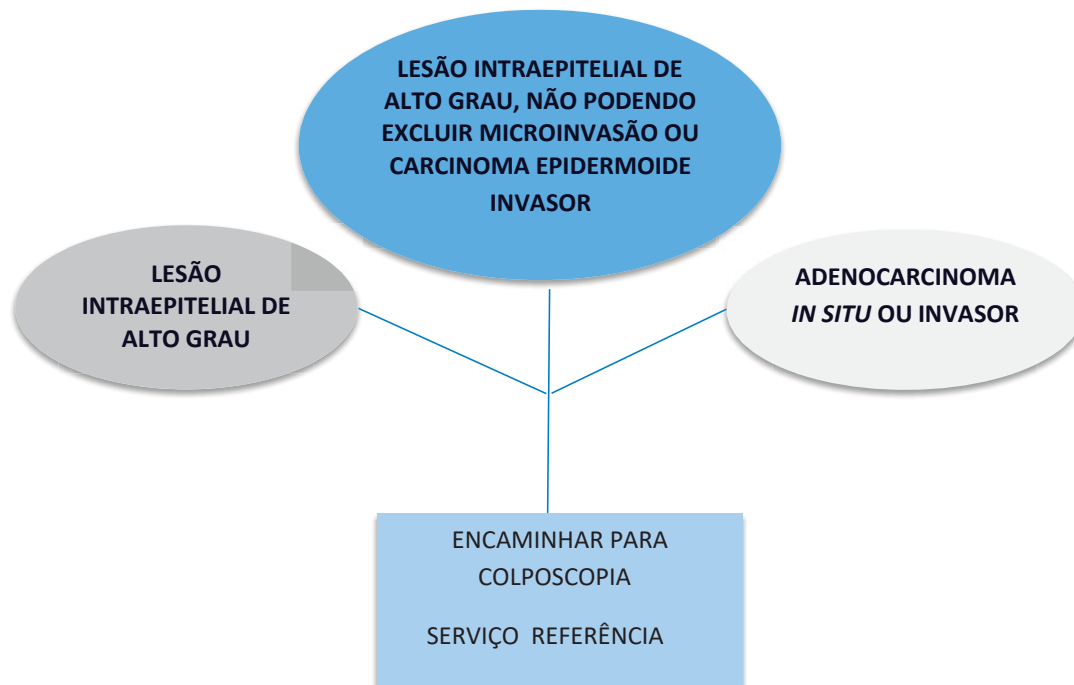 LESÃO INTRAEPITELIAL DE
ALTO GRAU, NÃO PODENDO
EXCLUIR MICROINVASÃO OU
CARCINOMA EPIDERMOIDE
INVASOR
LESÃO
INTRAEPITELIAL DE
ALTO GRAU
ADENOCARCINOMA
IN SITU OU INVASOR
ENCAMINHAR PARA
COLPOSCOPIA
SERVIÇO REFERÊNCIA